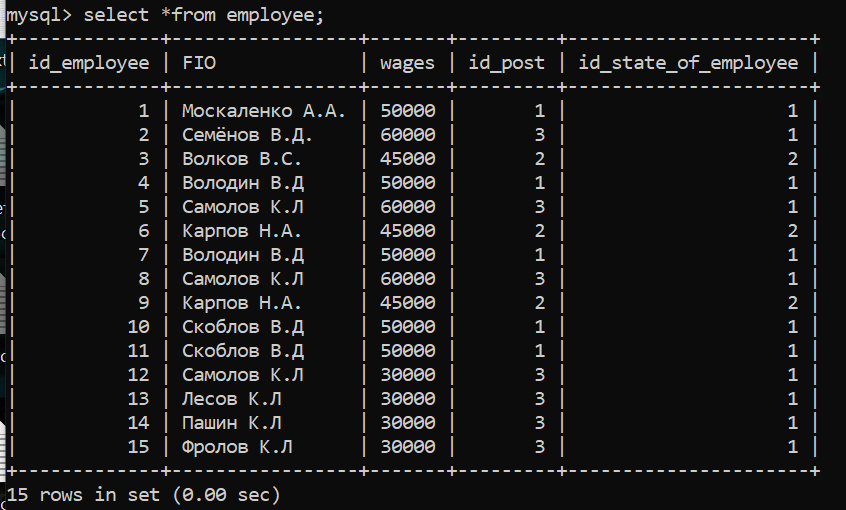 mysql> select *from employee;
+-------------+----------------+-------+---------+----------------------+
| id_employee | FIO            | wages | id_post | id_state_of_employee |
+-------------+----------------+-------+---------+----------------------+
|           1 | Москаленко А.А. | 50000 |       1 |                    1 |
|           2 | Семёнов В.Д.   | 60000 |       3 |                    1 |
|           3 | Волков В.С.    | 45000 |       2 |                    2 |
|           4 | Володин В.Д    | 50000 |       1 |                    1 |
|           5 | Самолов К.Л    | 60000 |       3 |                    1 |
|           6 | Карпов Н.А.    | 45000 |       2 |                    2 |
|           7 | Володин В.Д    | 50000 |       1 |                    1 |
|           8 | Самолов К.Л    | 60000 |       3 |                    1 |
|           9 | Карпов Н.А.    | 45000 |       2 |                    2 |
|          10 | Скоблов В.Д    | 50000 |       1 |                    1 |
|          11 | Скоблов В.Д    | 50000 |       1 |                    1 |
|          12 | Самолов К.Л    | 30000 |       3 |                    1 |
|          13 | Лесов К.Л      | 30000 |       3 |                    1 |
|          14 | Пашин К.Л      | 30000 |       3 |                    1 |
|          15 | Фролов К.Л     | 30000 |       3 |                    1 |
+-------------+----------------+-------+---------+----------------------+
15 rows in set (0.00 sec)